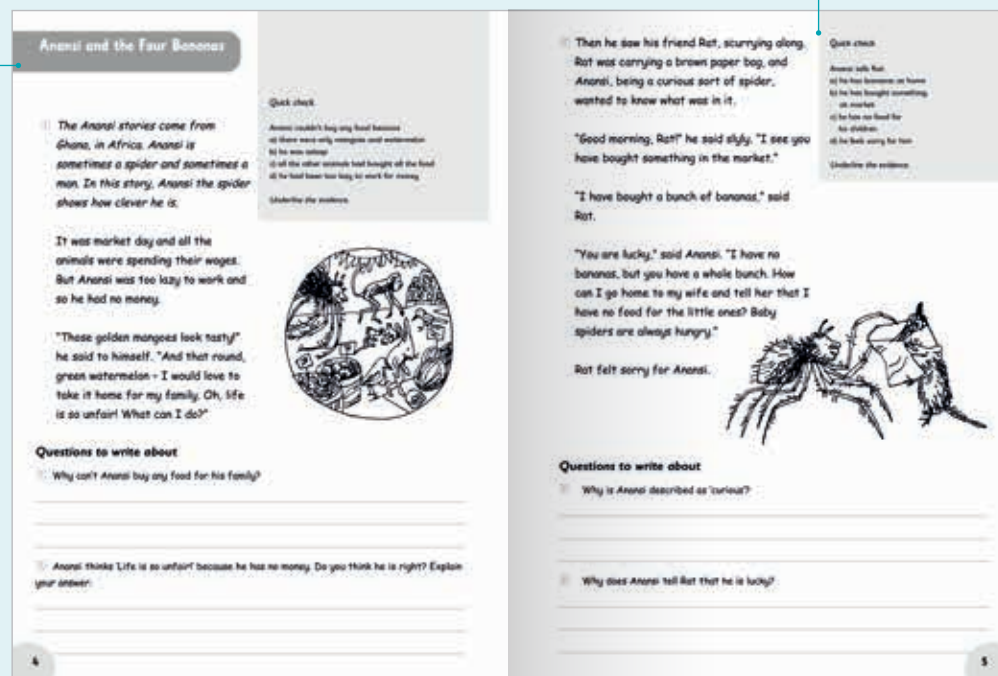 Anansi and the Four Bananas
The Anansi stories come from
Ghana, in Africa. Anansi is
sometimes a spider and sometimes a
man. In this story, Anansi the spider
shows how clever he is.
It was market day and all the
animals were spending their wages.
But Anansi was too lazy to work and
so he had no money.
"Those golden mangoes look tasty!"
he said to himself. "And that round,
green watermelon – I would love to
take it home for my family. Oh, life
is so unfair! What can I do?"
Quick check
Anansi couldn't buy any food because
a) there were only mangoes and watermelon
b) he was asleep
c) all the other animals had bought all the food
d) he had been too lazy to work for money
Underline the evidence.
Questions to write about
Why can't Anansi buy any food for his family?
Anansi thinks 'Life is so unfair!' because he has no money. Do you think he is right? Explain
your answer.
4
Then he saw his friend Rat, scurrying along.
Rat was carrying a brown paper bag, and
Anansi, being a curious sort of spider,
wanted to know what was in it.
"Good morning, Rat!" he said slyly. "I see you
have bought something in the market."
"I have bought a bunch of bananas," said
Rat.
"You are lucky," said Anansi. "I have no
bananas, but you have a whole bunch. How
can I go home to my wife and tell her that I
have no food for the little ones? Baby
spiders are always hungry."
Rat felt sorry for Anansi.
Quick check
Anansi tells Rat
a) he has bananas at home
b) he has bought something
at market
c) he has no food for
his children
d) he feels sorry for him
Underline the evidence.
Questions to write about
Why is Anansi described as 'curious'?
Why does Anansi tell Rat that he is lucky?
5